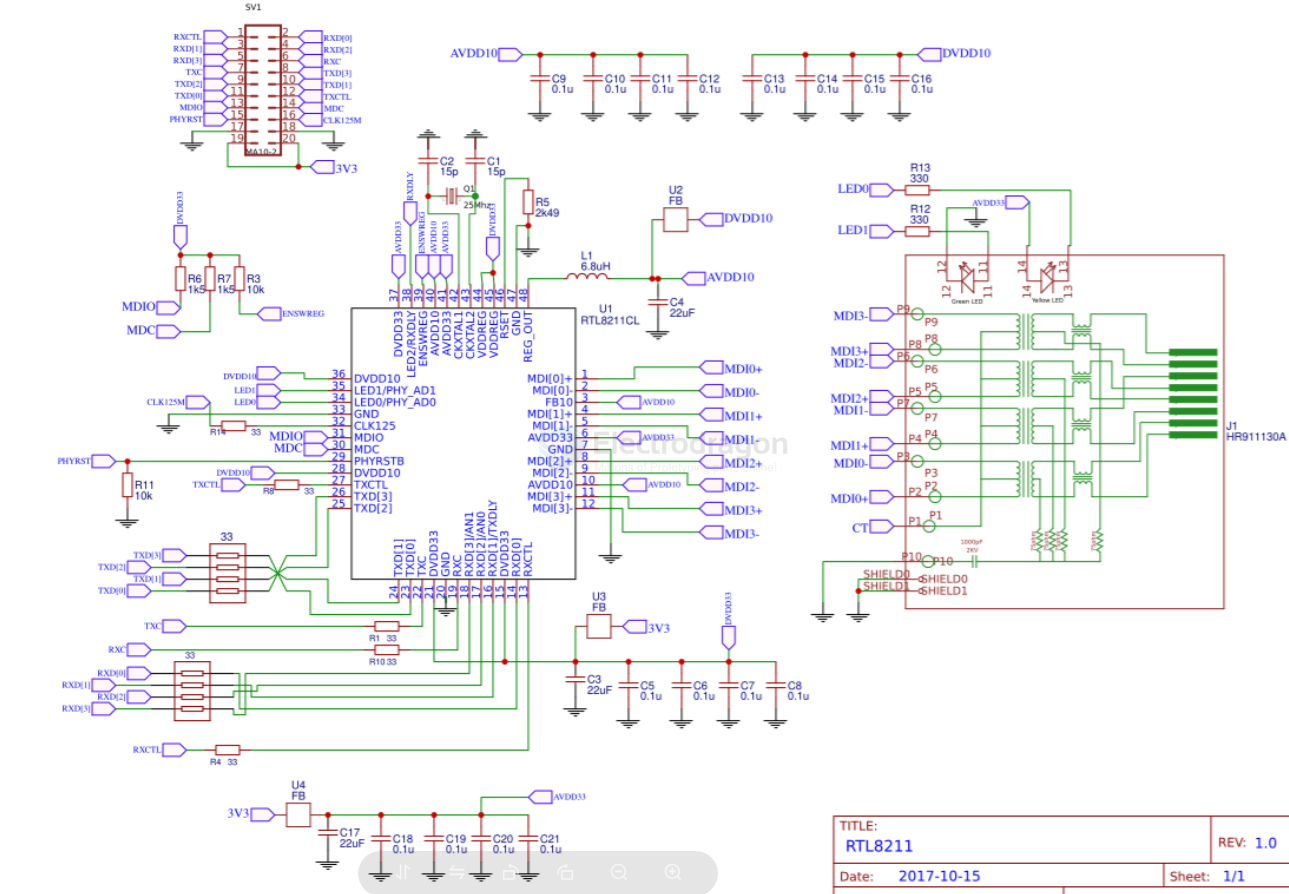 SV1
RXCTL 1 2 RXD[0]
RXD[1] 3 4 RXD[2]
RXD[3] 5 6 RXC
TXC 7 8 TXD[3]
TXD[2] 9 10 TXD[1]
TXD[0] 11 12 TXCTL
MDIO 13 14 MDC
PHYRST 15 16 CLK125M
17 18
19 20
MA10-2
3V3
AVDD10
C9 0.1u
C10 0.1u
C11 0.1u
C12 0.1u
DVDD10
C13 0.1u
C14 0.1u
C15 0.1u
C16 0.1u
C2
15p
C1
15p
Q1
25Mhz
R5
2k49
RXDLY
AVDD33
ENSWREG
AVDD10
AVDD33
DVDD33
U2
FB
DVDD10
L1
6.8uH
AVDD10
C4
22uF
DVDD33
R6
1k5
R7
1k5
R3
10k
MDIO
MDC
ENSWREG
U1
RTL8211CL
37 DVDD33
38 LED2/RXDLY
39 ENSWREG
40 AVDD10
41 AVDD33
42 CKXTAL1
43 CKXTAL2
44 VDDREG
45 VDDREG
46 RSET
47 GND
48 REG_OUT
DVDD10 36 DVDD10
LED1 35 LED1/PHY_AD1
LED0 34 LED0/PHY_AD0
33 GND
CLK125M R14 33 32 CLK125
MDIO 31 MDIO
MDC 30 MDC
PHYRST 29 PHYRSTB
DVDD10 28 DVDD10
TXCTL R8 33 27 TXCTL
26 TXD[3]
25 TXD[2]
R11
10k
MDI[0]+ 1 MDI0+
MDI[0]- 2 MDI0-
FB10 3 AVDD10
MDI[1]+ 4 MDI1+
MDI[1]- 5 MDI1-
AVDD33 6 AVDD33
GND 7
MDI[2]+ 8 MDI2+
MDI[2]- 9 MDI2-
AVDD10 10 AVDD10
MDI[3]+ 11 MDI3+
MDI[3]- 12 MDI3-
Electrodragon
24 TXD[1]
23 TXD[0]
22 TXC
21 DVDD33
20 GND
19 RXC
18 RXD[3]/AN1
17 RXD[2]/AN0
16 RXD[1]/TXDLY
15 DVDD33
14 RXD[0]
13 RXCTL
33
TXD[3]
TXD[2]
TXD[1]
TXD[0]
TXC
R1 33
RXC
R10 33
33
RXD[0]
RXD[1]
RXD[2]
RXD[3]
RXCTL
R4 33
U3
FB
3V3
DVDD33
C3
22uF
C5
0.1u
C6
0.1u
C7
0.1u
C8
0.1u
U4
FB
3V3
AVDD33
C17
22uF
C18
0.1u
C19
0.1u
C20
0.1u
C21
0.1u
R13
330
LED0
AVDD33
R12
330
LED1
12 11 14 13
12 11 14 13
Green LED
Yellow LED
MDI3- P9 P9
MDI3+ P8 P8
MDI2- P6 P6
MDI2+ P5 P5
MDI1- P7 P7
MDI1+ P4 P4
MDI0- P3 P3
MDI0+ P2 P2
CT P1 P1
P10 P10
1000pF
2KV
75ohm
75ohm
75ohm
75ohm
SHIELD0 SHIELD0
SHIELD1 SHIELD1
J1
HR911130A
TITLE:
RTL8211
REV: 1.0
Date: 2017-10-15
Sheet: 1/1